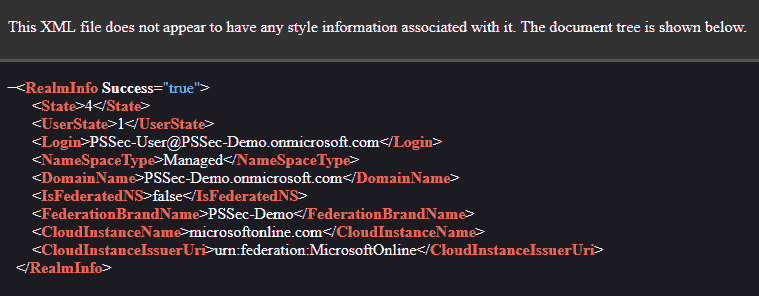 This XML file does not appear to have any style information associated with it. The document tree is shown below.
−<RealmInfo Success="true">
<State>4</State>
<UserState>1</UserState>
<Login>PSSec-User@PSSec-Demo.onmicrosoft.com</Login>
<NameSpaceType>Managed</NameSpaceType>
<DomainName>PSSec-Demo.onmicrosoft.com</DomainName>
<IsFederatedNS>false</IsFederatedNS>
<FederationBrandName>PSSec-Demo</FederationBrandName>
<CloudInstanceName>microsoftonline.com</CloudInstanceName>
<CloudInstanceIssuerUri>urn:federation:MicrosoftOnline</CloudInstanceIssuerUri>
</RealmInfo>